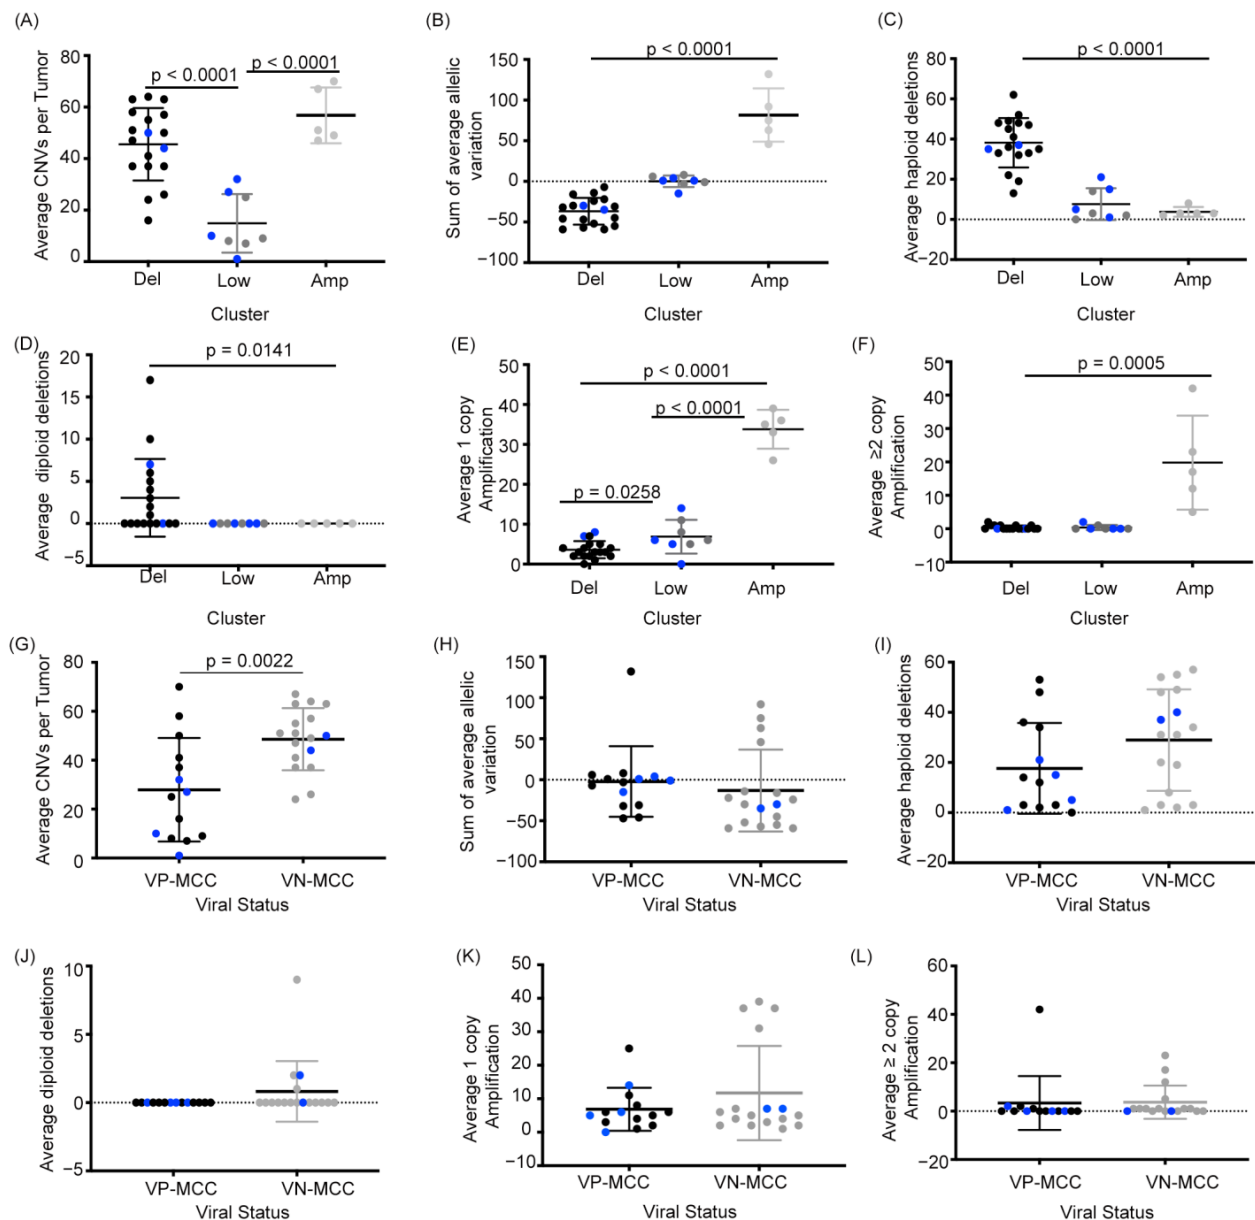 (A)
Average CNVs per Tumor
80
60
40
20
0
p < 0.0001
p < 0.0001
Del
Low
Amp
Cluster
(B)
Sum of average allelic
variation
150
100
50
0
−50
−100
p < 0.0001
Del
Low
Amp
Cluster
(C)
Average haploid deletions
80
60
40
20
0
−20
p < 0.0001
Del
Low
Amp
Cluster
(D)
Average diploid deletions
20
15
10
5
0
−5
p = 0.0141
Del
Low
Amp
Cluster
(E)
Average 1 copy
Amplification
50
40
30
20
10
0
p < 0.0001
p < 0.0001
p = 0.0258
Del
Low
Amp
Cluster
(F)
Average ≥2 copy
Amplification
50
40
30
20
10
0
−10
p = 0.0005
Del
Low
Amp
Cluster
(G)
Average CNVs per Tumor
80
60
40
20
0
p = 0.0022
VP-MCC
VN-MCC
Viral Status
(H)
Sum of average allelic
variation
150
100
50
0
−50
−100
VP-MCC
VN-MCC
Viral Status
(I)
Average haploid deletions
60
40
20
0
−20
VP-MCC
VN-MCC
Viral Status
(J)
Average diploid deletions
10
5
0
−5
VP-MCC
VN-MCC
Viral Status
(K)
Average 1 copy
Amplification
50
40
30
20
10
0
−10
VP-MCC
VN-MCC
Viral Status
(L)
Average ≥ 2 copy
Amplification
60
40
20
0
−20
VP-MCC
VN-MCC
Viral Status